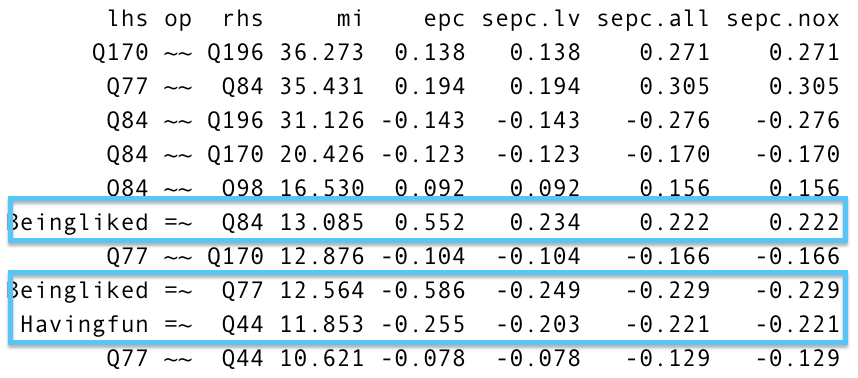 lhs op rhs mi epc sepc.lv sepc.all sepc.nox
Q170 ~~ Q196 36.273 0.138 0.138 0.271 0.271
Q77 ~~ Q84 35.431 0.194 0.194 0.305 0.305
Q84 ~~ Q196 31.126 -0.143 -0.143 -0.276 -0.276
Q84 ~~ Q170 20.426 -0.123 -0.123 -0.170 -0.170
Q84 ~~ Q98 16.530 0.092 0.092 0.156 0.156
Beingliked =~ Q84 13.085 0.552 0.234 0.222 0.222
Q77 ~~ Q170 12.876 -0.104 -0.104 -0.166 -0.166
Beingliked =~ Q77 12.564 -0.586 -0.249 -0.229 -0.229
Havingfun =~ Q44 11.853 -0.255 -0.203 -0.221 -0.221
Q77 ~~ Q44 10.621 -0.078 -0.078 -0.129 -0.129